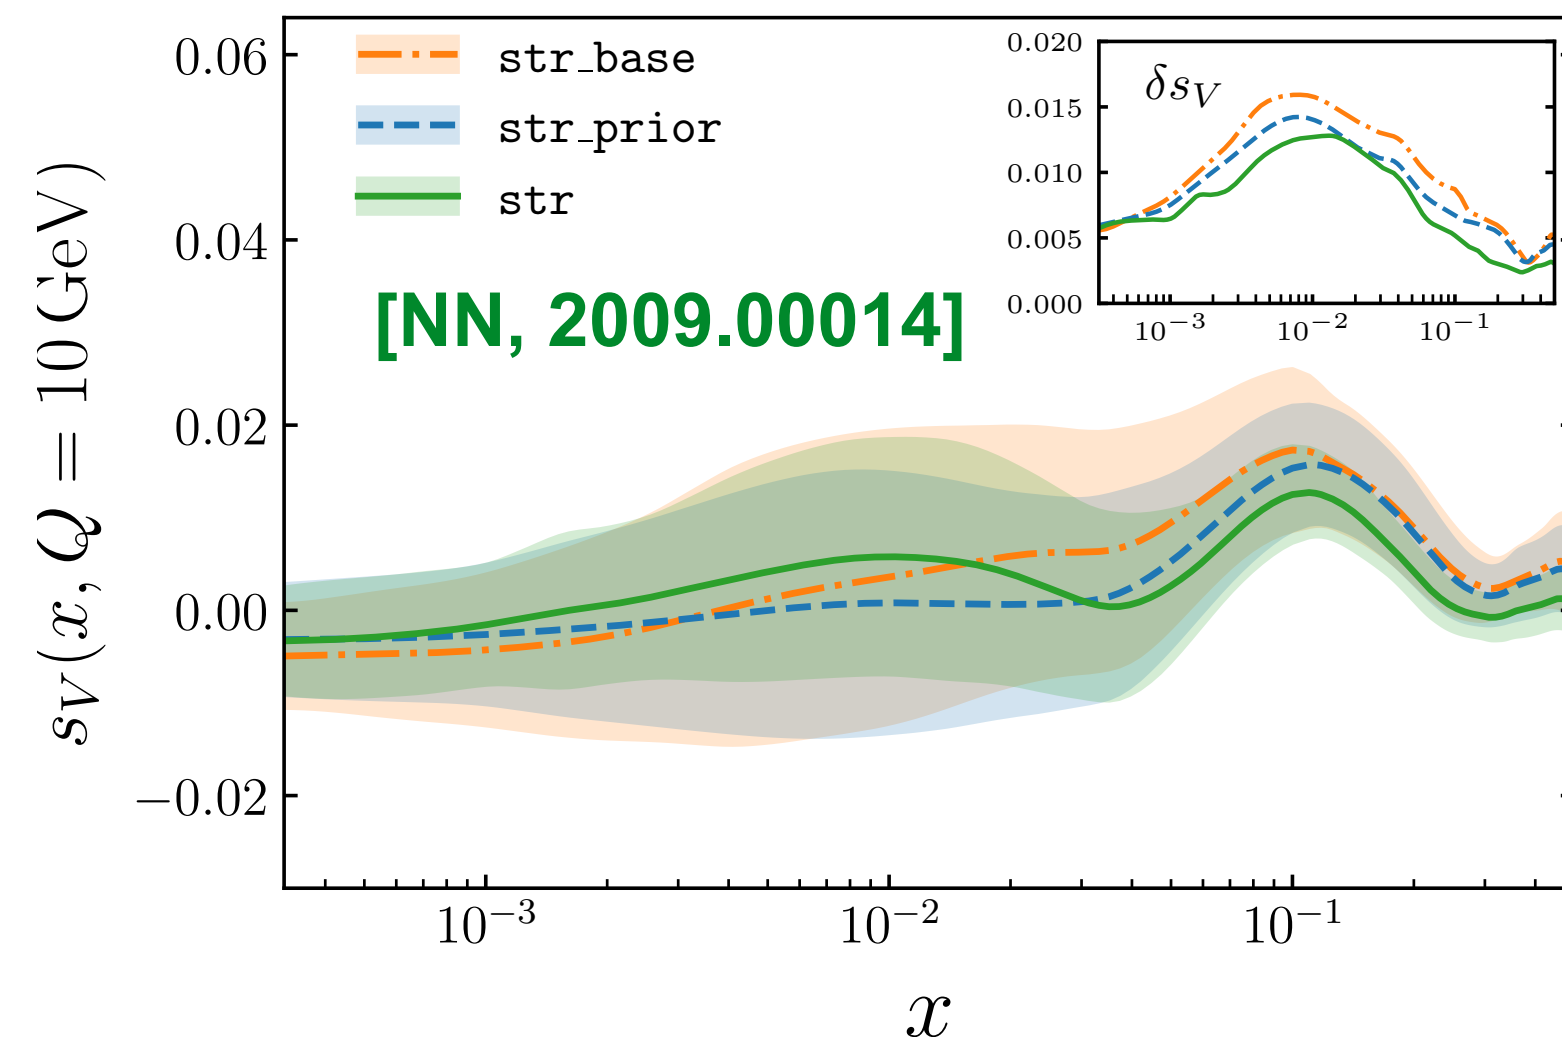 0.06
0.04
0.02
0.00
−0.02
s_V(x, Q = 10 GeV)
str_base
str_prior
str
[NN, 2009.00014]
δs_V
0.020
0.015
0.010
0.005
0.000
10⁻³ 10⁻² 10⁻¹
10⁻³ 10⁻² 10⁻¹
x